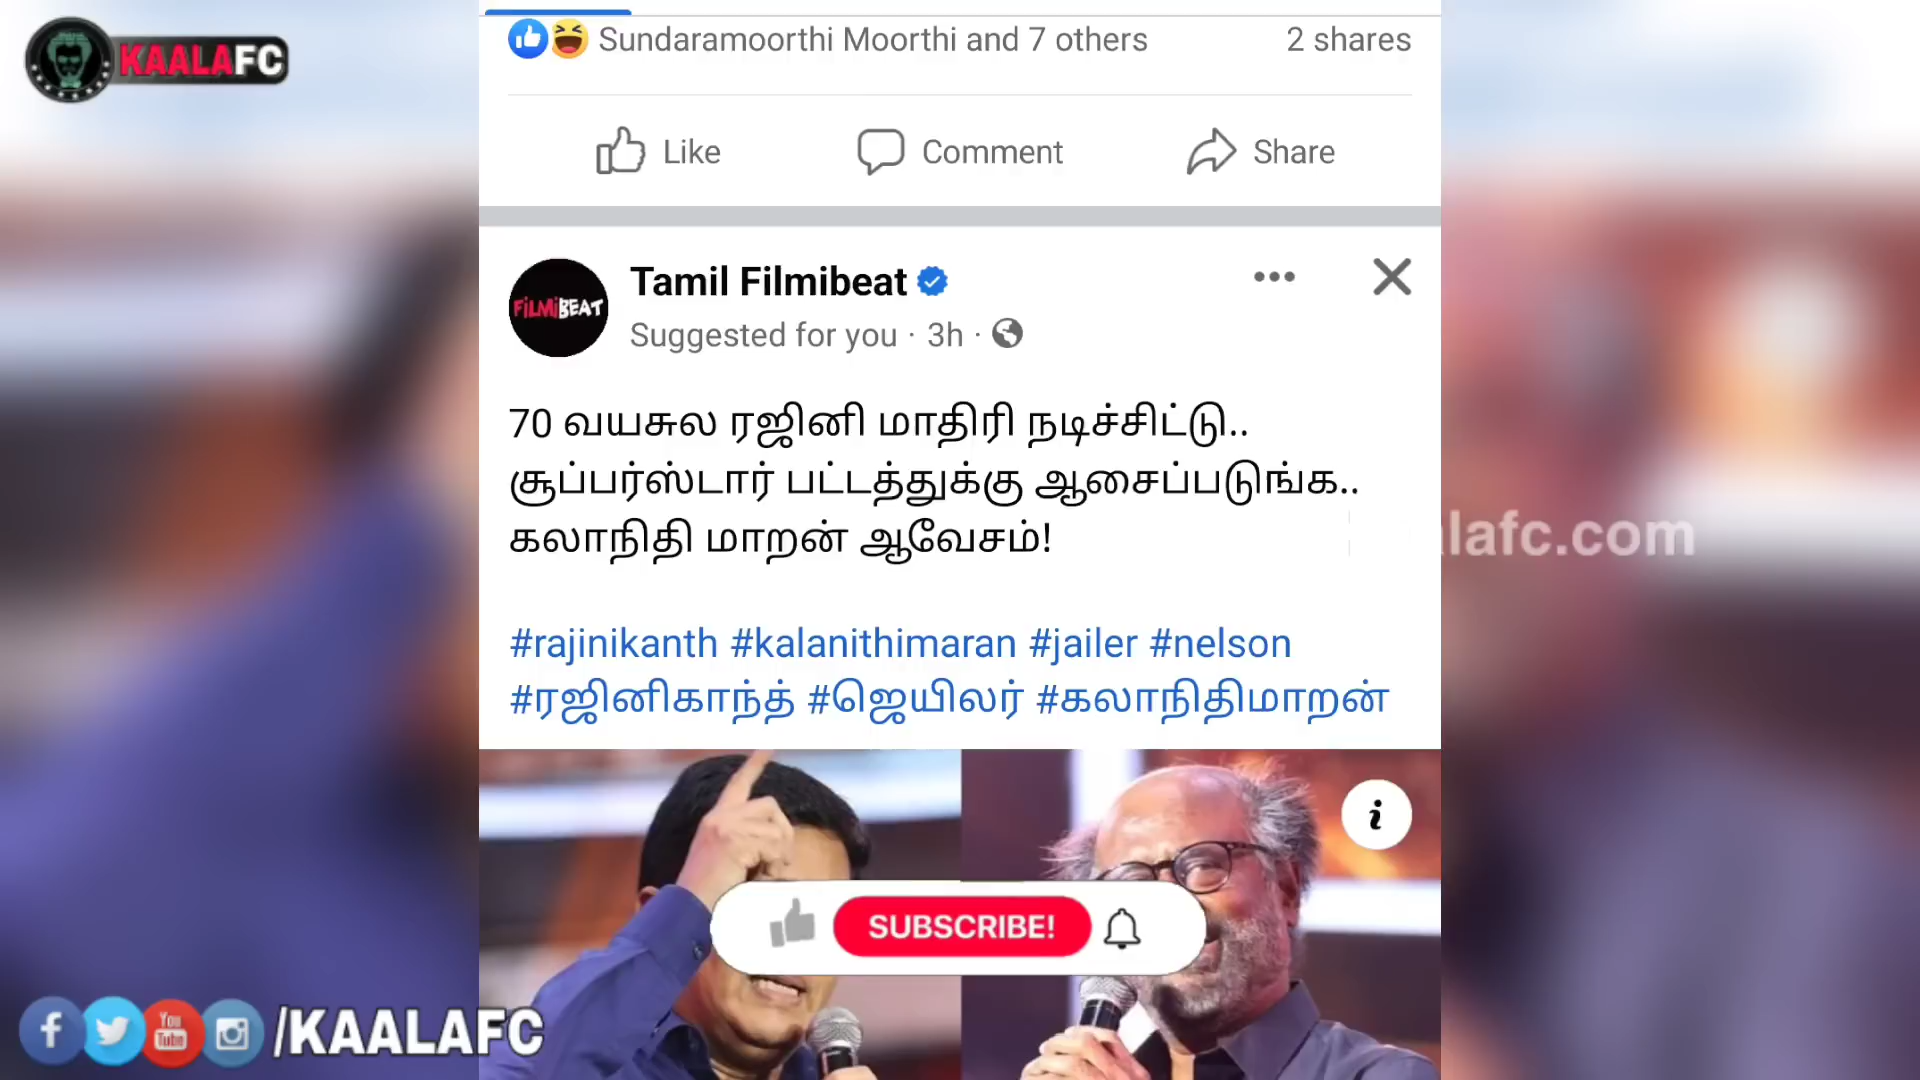 KAALAFC
Sundaramoorthi Moorthi and 7 others 2 shares
Like Comment Share
FILMIBEAT
Tamil Filmibeat
Suggested for you · 3h ·
70 வயசுல ரஜினி மாதிரி நடிச்சிட்டு..
சூப்பர்ஸ்டார் பட்டத்துக்கு ஆசைப்படுங்க..
கலாநிதி மாறன் ஆவேசம்!
lafc.com
#rajinikanth #kalanithimaran #jailer #nelson
#ரஜினிகாந்த் #ஜெயிலர் #கலாநிதிமாறன்
i
SUBSCRIBE!
f You Tube /KAALAFC